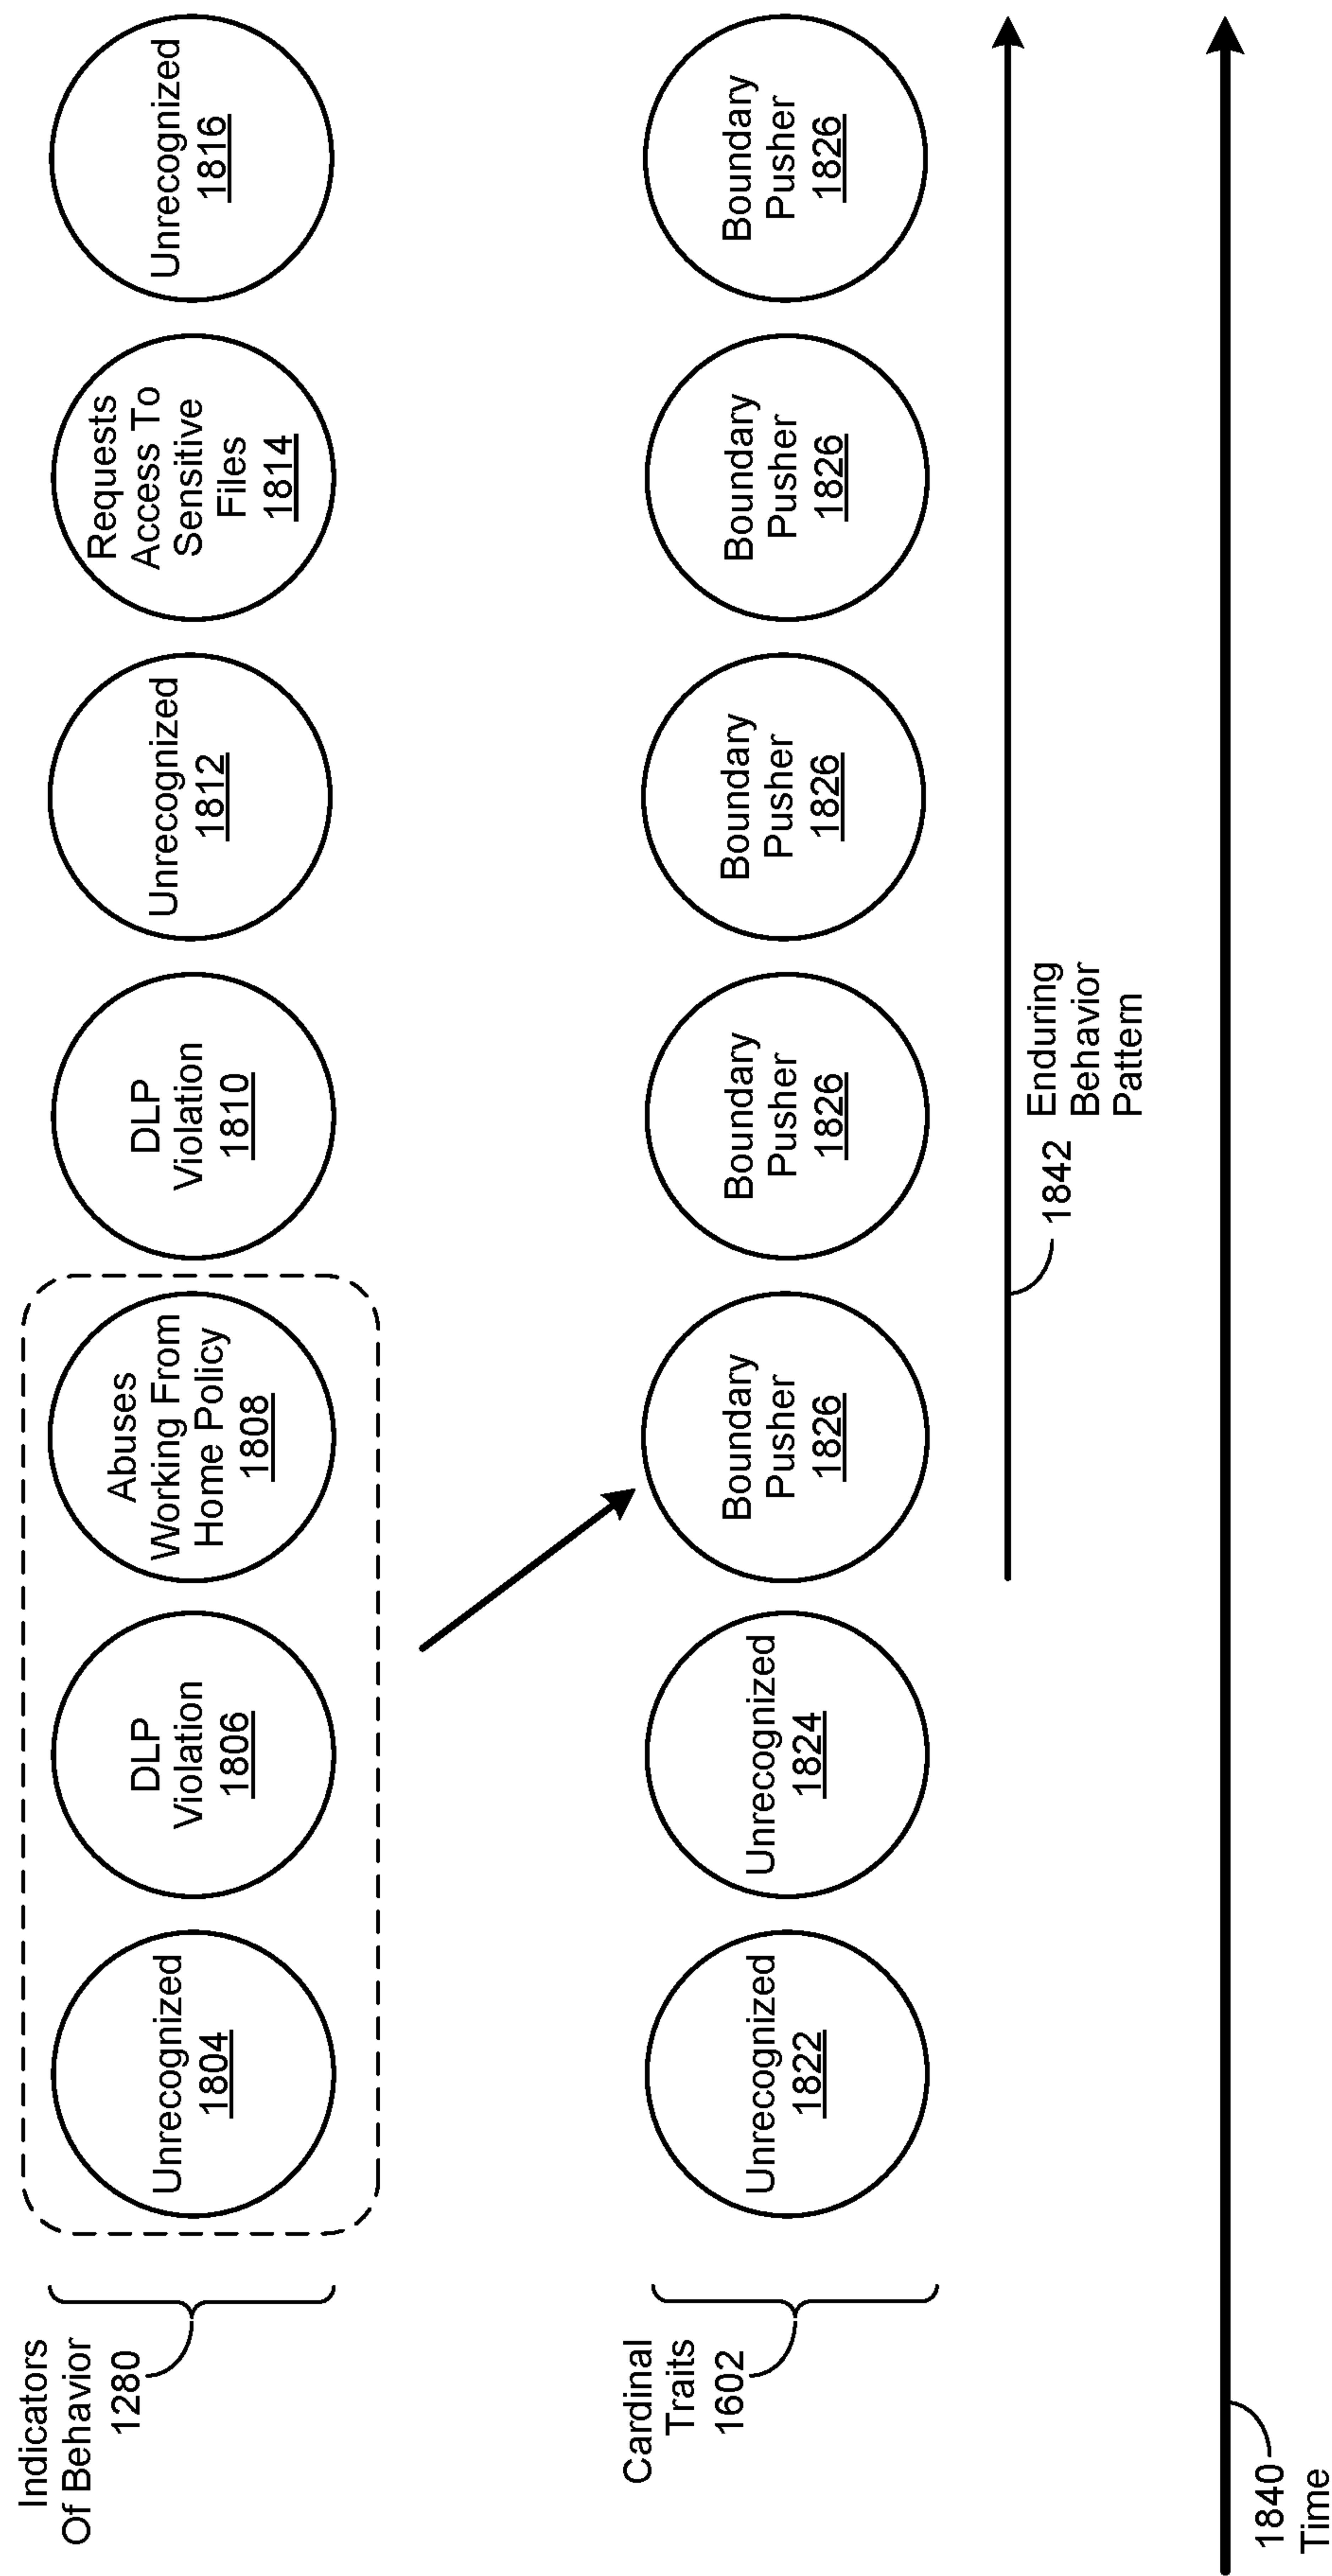 Indicators
Of Behavior
1280
Unrecognized
1804
DLP
Violation
1806
Abuses
Working From
Home Policy
1808
DLP
Violation
1810
Unrecognized
1812
Requests
Access To
Sensitive
Files
1814
Unrecognized
1816
Cardinal
Traits
1602
Unrecognized
1822
Unrecognized
1824
Boundary
Pusher
1826
Boundary
Pusher
1826
Boundary
Pusher
1826
Boundary
Pusher
1826
Boundary
Pusher
1826
1842 Enduring
Behavior
Pattern
1840
Time